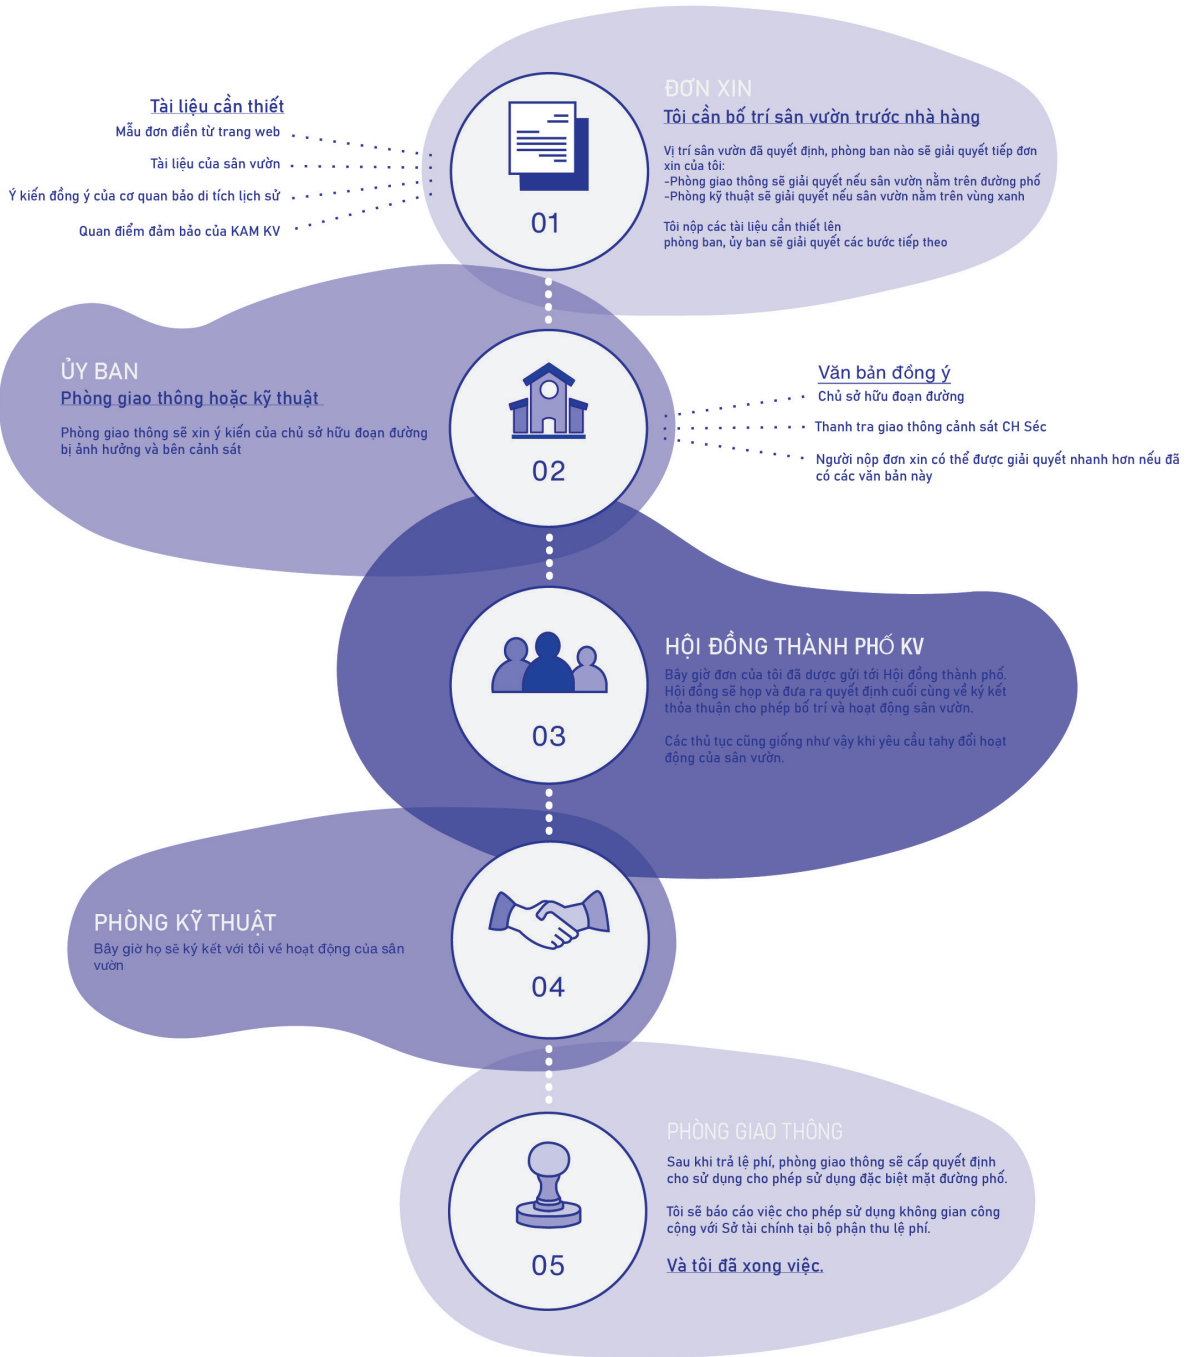 Tài liệu cần thiết
Mẫu đơn điền từ trang web
Tài liệu của sân vườn
Ý kiến đồng ý của cơ quan bảo di tích lịch sử
Quan điểm đảm bảo của KAM KV
01
ĐƠN XIN
Tôi cần bố trí sân vườn trước nhà hàng
Vị trí sân vườn đã quyết định, phòng ban nào sẽ giải quyết tiếp đơn
xin của tôi:
-Phòng giao thông sẽ giải quyết nếu sân vườn nằm trên đường phố
-Phòng kỹ thuật sẽ giải quyết nếu sân vườn nằm trên vùng xanh
Tôi nộp các tài liệu cần thiết lên
phòng ban, ủy ban sẽ giải quyết các bước tiếp theo
ỦY BAN
Phòng giao thông hoặc kỹ thuật
Phòng giao thông sẽ xin ý kiến của chủ sở hữu đoạn đường
bị ảnh hưởng và bên cảnh sát
02
Văn bản đồng ý
Chủ sở hữu đoạn đường
Thanh tra giao thông cảnh sát CH Séc
Người nộp đơn xin có thể được giải quyết nhanh hơn nếu đã
có các văn bản này
03
HỘI ĐỒNG THÀNH PHỐ KV
Bây giờ đơn của tôi đã dược gửi tới Hội đồng thành phố.
Hội đồng sẽ họp và đưa ra quyết định cuối cùng về ký kết
thỏa thuận cho phép bố trí và hoạt động sân vườn.
Các thủ tục cũng giống như vậy khi yêu cầu tahy đổi hoạt
động của sân vườn.
PHÒNG KỸ THUẬT
Bây giờ họ sẽ ký kết với tôi về hoạt động của sân
vườn
04
05
PHÒNG GIAO THÔNG
Sau khi trả lệ phí, phòng giao thông sẽ cấp quyết định
cho sử dụng cho phép sử dụng đặc biệt mặt đường phố.
Tôi sẽ báo cáo việc cho phép sử dụng không gian công
cộng với Sở tài chính tại bộ phận thu lệ phí.
Và tôi đã xong việc.